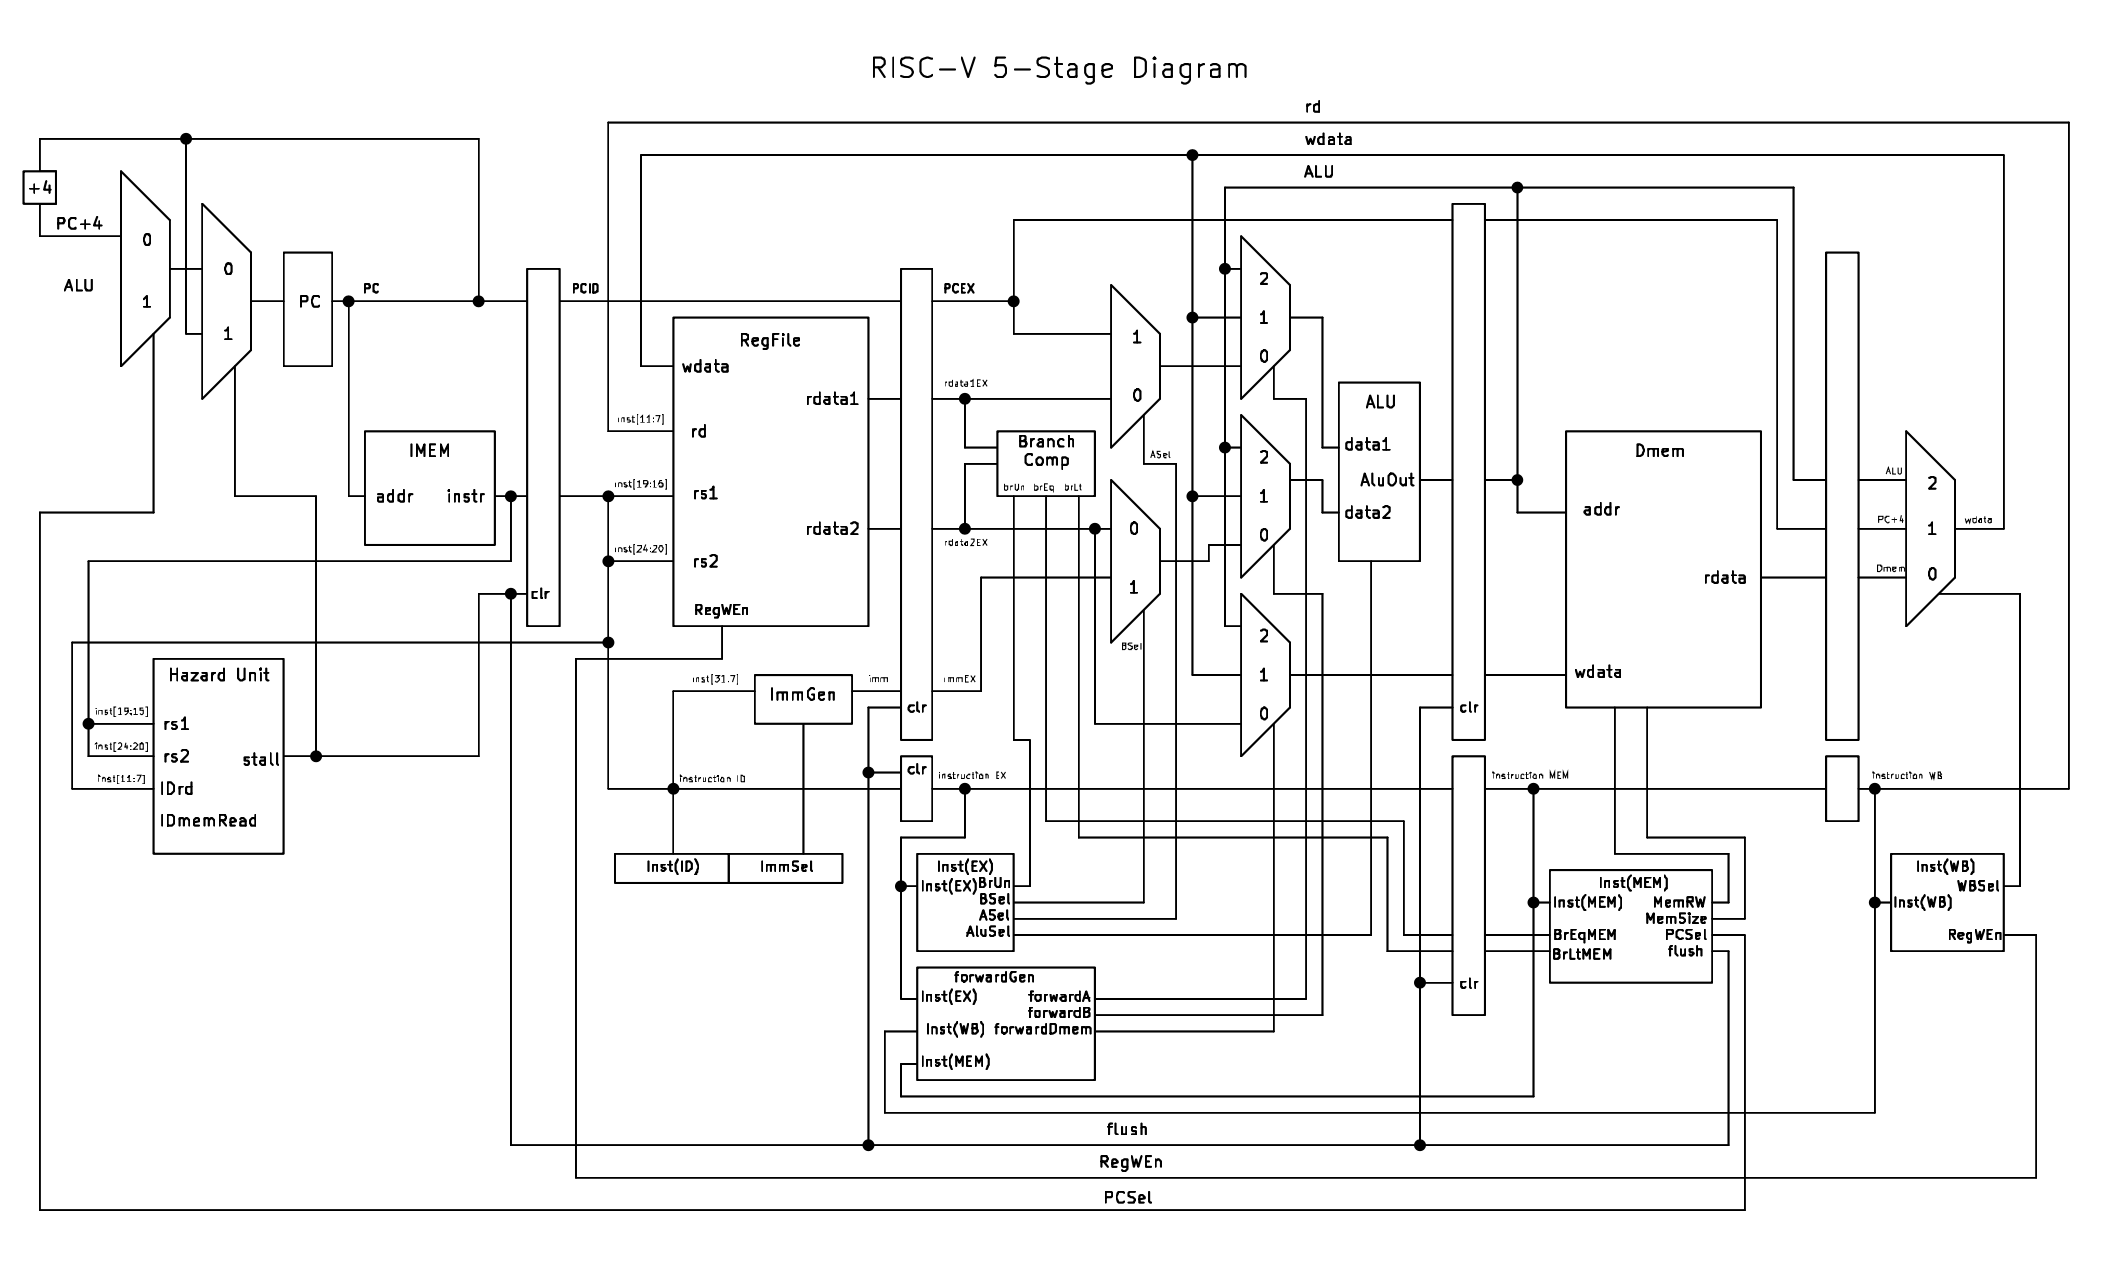 RISC-V 5-Stage Diagram
rd
wdata
ALU
+4
PC+4
0
ALU
1
0
1
PC
PC
PCID
PCEX
IMEM
addr
instr
clr
RegFile
wdata
rdata1
inst[11:7]
rd
inst[19:16]
rs1
rdata2
inst[24:20]
rs2
RegWEn
rdata1EX
Branch
Comp
brUn
brEq
brLt
rdata2EX
1
0
ASel
0
1
BSel
2
1
0
2
1
0
2
1
0
ALU
data1
AluOut
data2
Dmem
addr
rdata
wdata
ALU
2
PC+4
1
wdata
Dmem
0
Hazard Unit
inst[19:15]
rs1
inst[24:20]
rs2
stall
inst[11:7]
IDrd
IDmemRead
inst[31:7]
ImmGen
imm
immEX
clr
clr
clr
instruction ID
instruction EX
instruction MEM
instruction WB
Inst(ID)
ImmSel
Inst(EX)
Inst(EX)
BrUn
BSel
ASel
AluSel
Inst(MEM)
Inst(MEM)
MemRW
MemSize
BrEqMEM
PCSel
BrLtMEM
flush
Inst(WB)
WBSel
Inst(WB)
RegWEn
clr
forwardGen
Inst(EX)
forwardA
forwardB
Inst(WB)
forwardDmem
Inst(MEM)
flush
RegWEn
PCSel